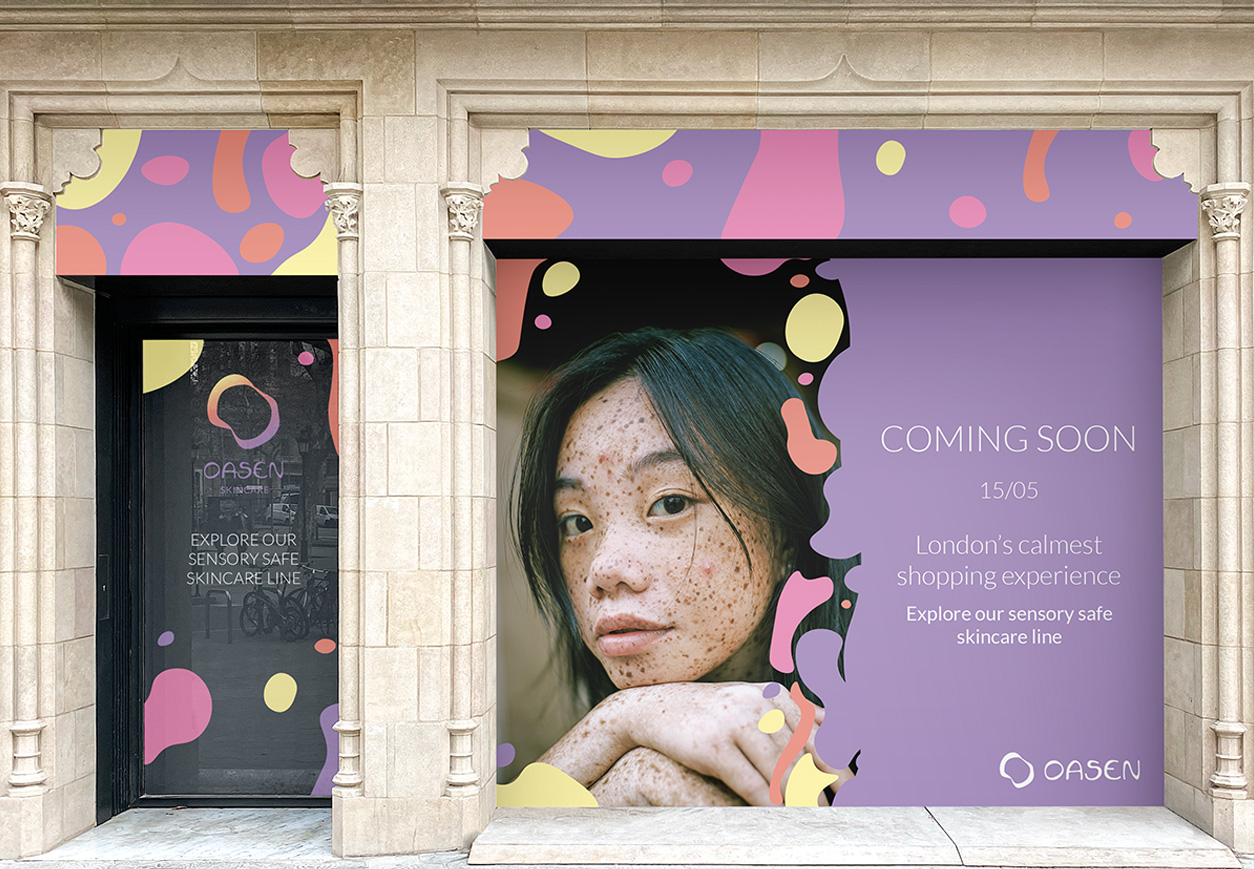 OASEN
SKINCARE
EXPLORE OUR
SENSORY SAFE
SKINCARE LINE
COMING SOON
15/05
London’s calmest
shopping experience
Explore our sensory safe
skincare line
OASEN